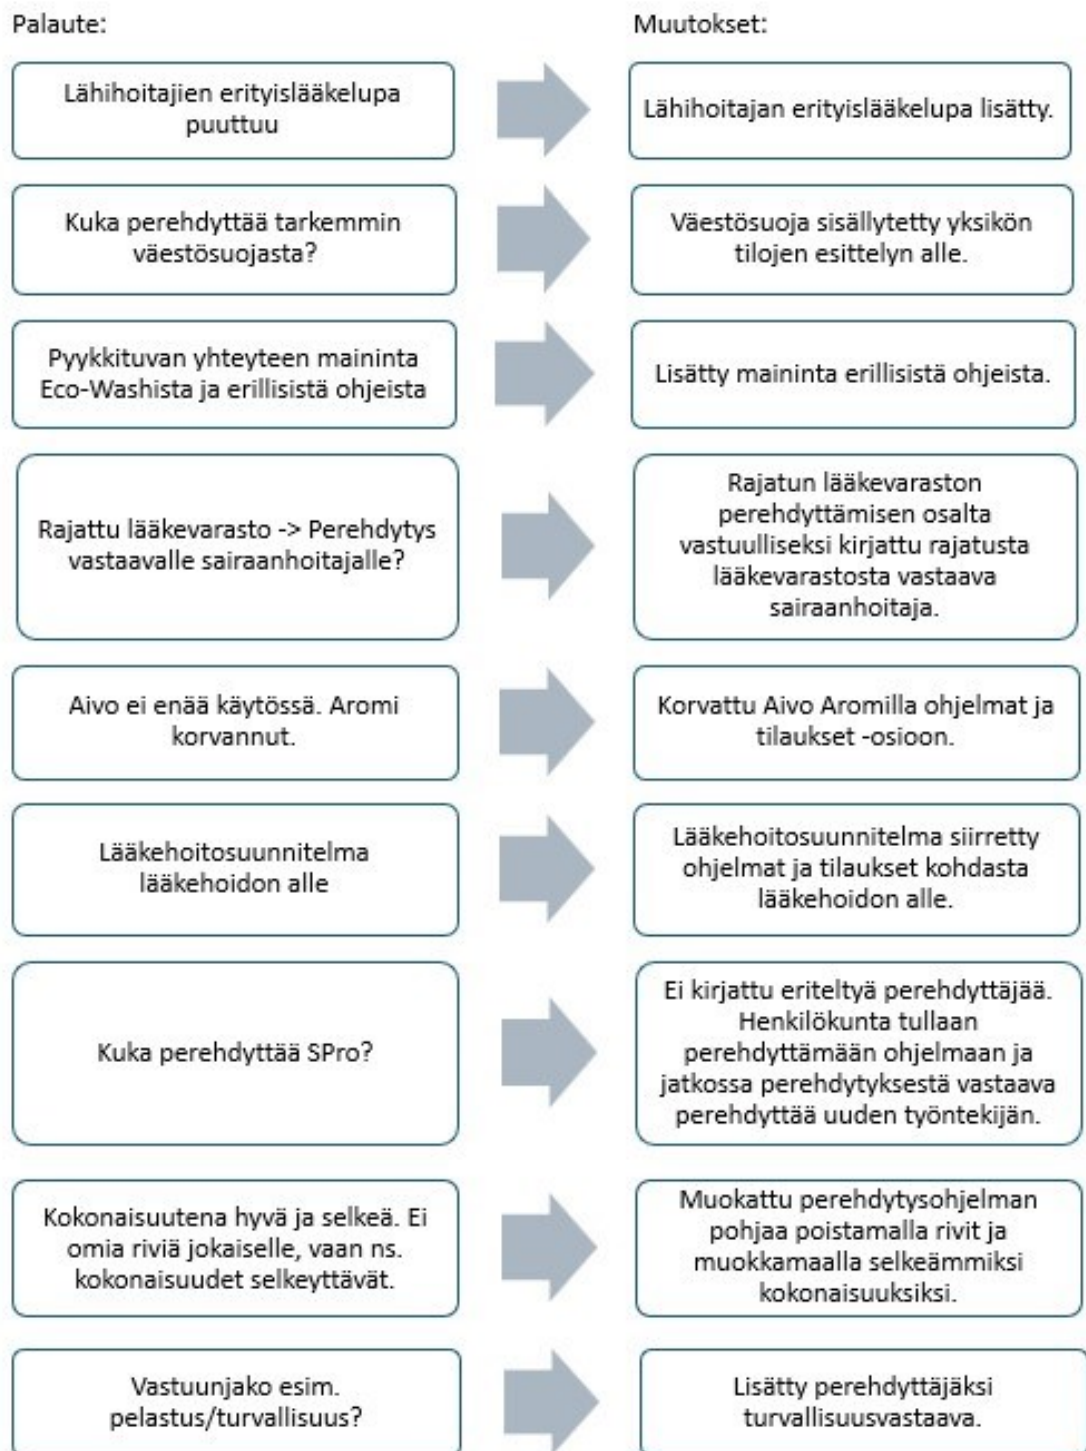 Palaute:
Muutokset:
Lähihoitajien erityislääkelupa
puuttuu
Lähihoitajan erityislääkelupa lisätty.
Kuka perehdyttää tarkemmin
väestösuojasta?
Väestösuoja sisällytetty yksikön
tilojen esittelyn alle.
Pyykkituvan yhteyteen maininta
Eco-Washista ja erillisistä ohjeista
Lisätty maininta erillisistä ohjeista.
Rajattu lääkevarasto -> Perehdytys
vastaavalle sairaanhoitajalle?
Rajatun lääkevaraston
perehdyttämisen osalta
vastuulliseksi kirjattu rajatusta
lääkevarastosta vastaava
sairaanhoitaja.
Aivo ei enää käytössä. Aromi
korvannut.
Korvattu Aivo Aromilla ohjelmat ja
tilaukset -osioon.
Lääkehoitosuunnitelma
lääkehoidon alle
Lääkehoitosuunnitelma siirretty
ohjelmat ja tilaukset kohdasta
lääkehoidon alle.
Kuka perehdyttää SPro?
Ei kirjattu eriteltyä perehdyttäjää.
Henkilökunta tullaan
perehdyttämään ohjelmaan ja
jatkossa perehdytyksestä vastaava
perehdyttää uuden työntekijän.
Kokonaisuutena hyvä ja selkeä. Ei
omia riviä jokaiselle, vaan ns.
kokonaisuudet selkeyttävät.
Muokattu perehdytysohjelman
pohjaa poistamalla rivit ja
muokkamaalla selkeämmiksi
kokonaisuuksiksi.
Vastuunjako esim.
pelastus/turvallisuus?
Lisätty perehdyttäjäksi
turvallisuusvastaava.